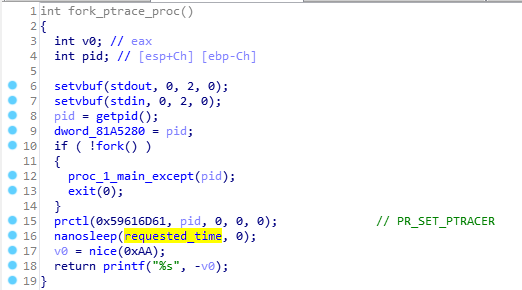 1 int fork_ptrace_proc()
2 {
3 int v0; // eax
4 int pid; // [esp+Ch] [ebp-Ch]
5
6 setvbuf(stdout, 0, 2, 0);
7 setvbuf(stdin, 0, 2, 0);
8 pid = getpid();
9 dword_81A5280 = pid;
10 if ( !fork() )
11 {
12 proc_1_main_except(pid);
13 exit(0);
14 }
15 prctl(0x59616D61, pid, 0, 0, 0); // PR_SET_PTRACER
16 nanosleep(requested_time, 0);
17 v0 = nice(0xAA);
18 return printf("%s", -v0);
19 }